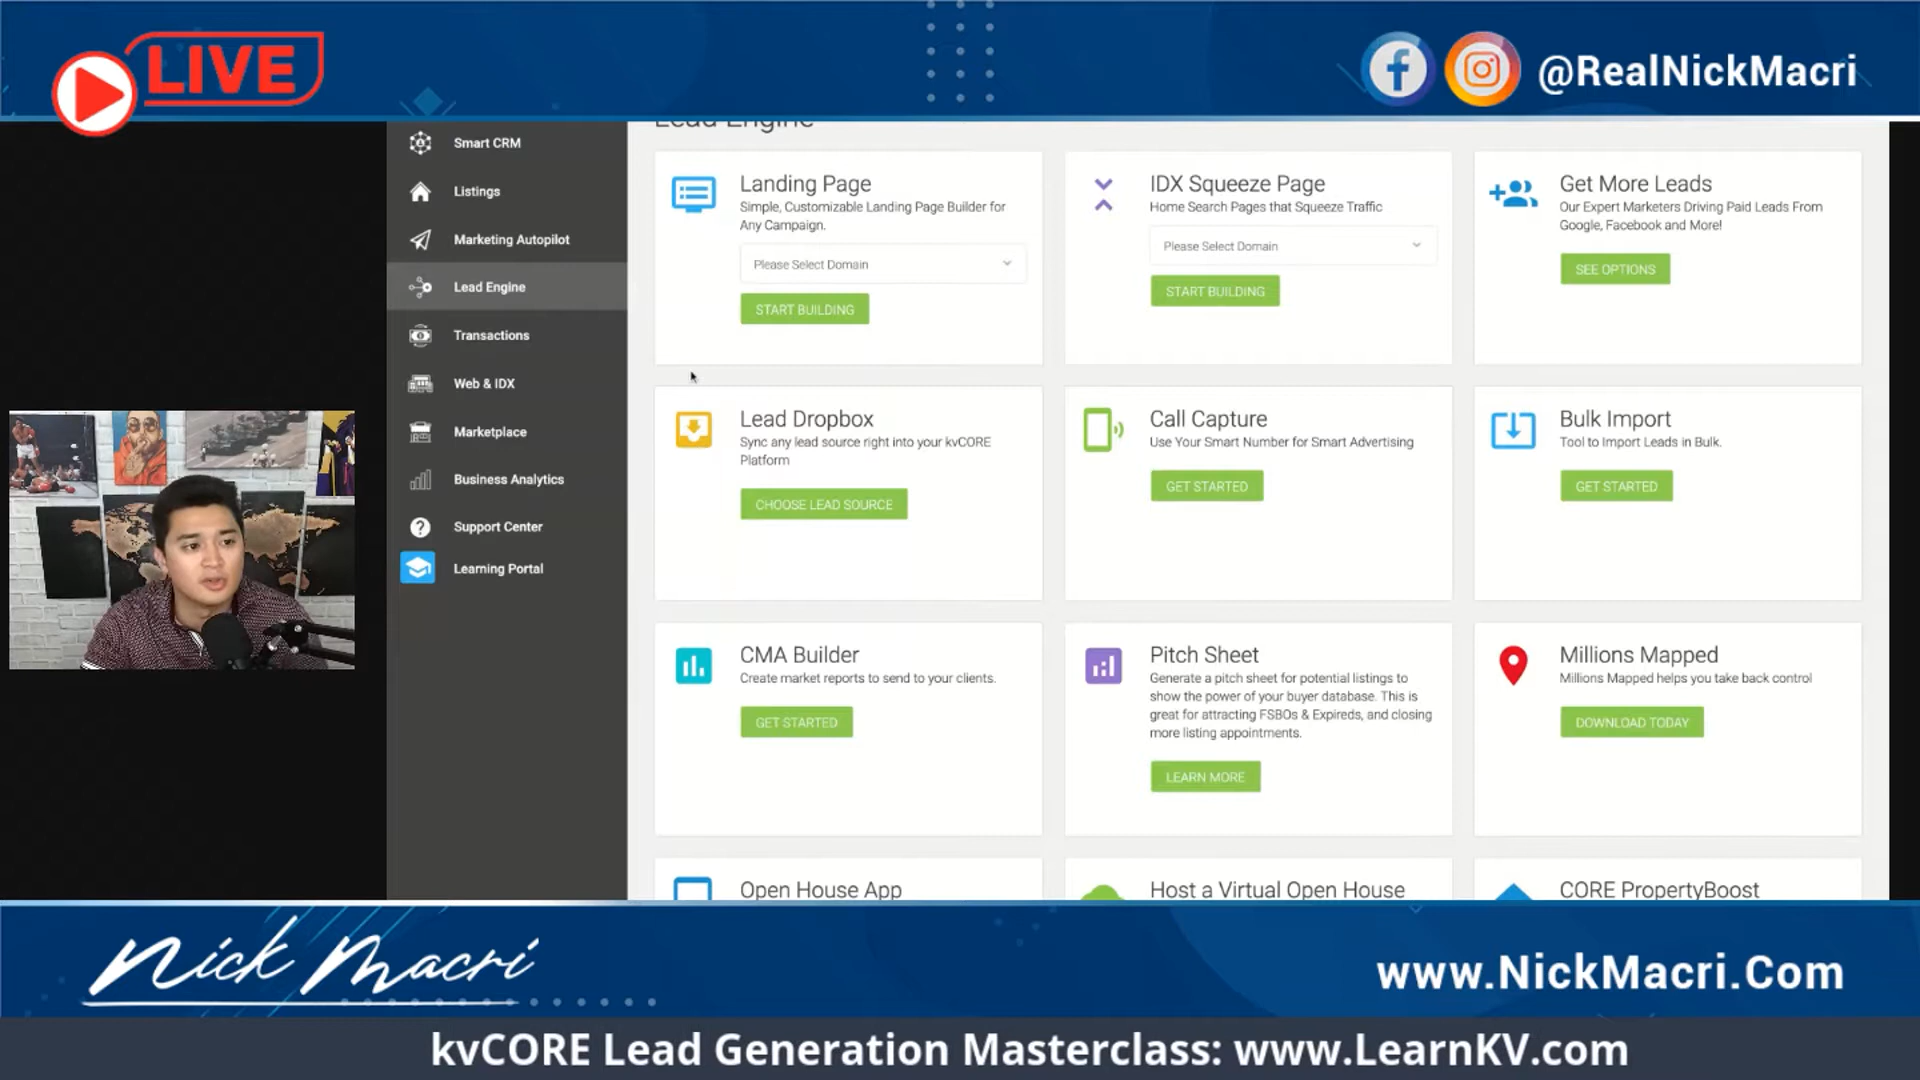 LIVE
@RealNickMacri
Lead Engine
Smart CRM
Listings
Marketing Autopilot
Lead Engine
Transactions
Web & IDX
Marketplace
Business Analytics
Support Center
Learning Portal
Landing Page
Simple, Customizable Landing Page Builder for
Any Campaign.
Please Select Domain
START BUILDING
IDX Squeeze Page
Home Search Pages that Squeeze Traffic
Please Select Domain
START BUILDING
Get More Leads
Our Expert Marketers Driving Paid Leads From
Google, Facebook and More!
SEE OPTIONS
Lead Dropbox
Sync any lead source right into your kvCORE
Platform
CHOOSE LEAD SOURCE
Call Capture
Use Your Smart Number for Smart Advertising
GET STARTED
Bulk Import
Tool to Import Leads in Bulk.
GET STARTED
CMA Builder
Create market reports to send to your clients.
GET STARTED
Pitch Sheet
Generate a pitch sheet for potential listings to
show the power of your buyer database. This is
great for attracting FSBOs & Expireds, and closing
more listing appointments.
LEARN MORE
Millions Mapped
Millions Mapped helps you take back control
DOWNLOAD TODAY
Open House App
Host a Virtual Open House
CORE PropertyBoost
Nick Macri
www.NickMacri.Com
kvCORE Lead Generation Masterclass: www.LearnKV.com